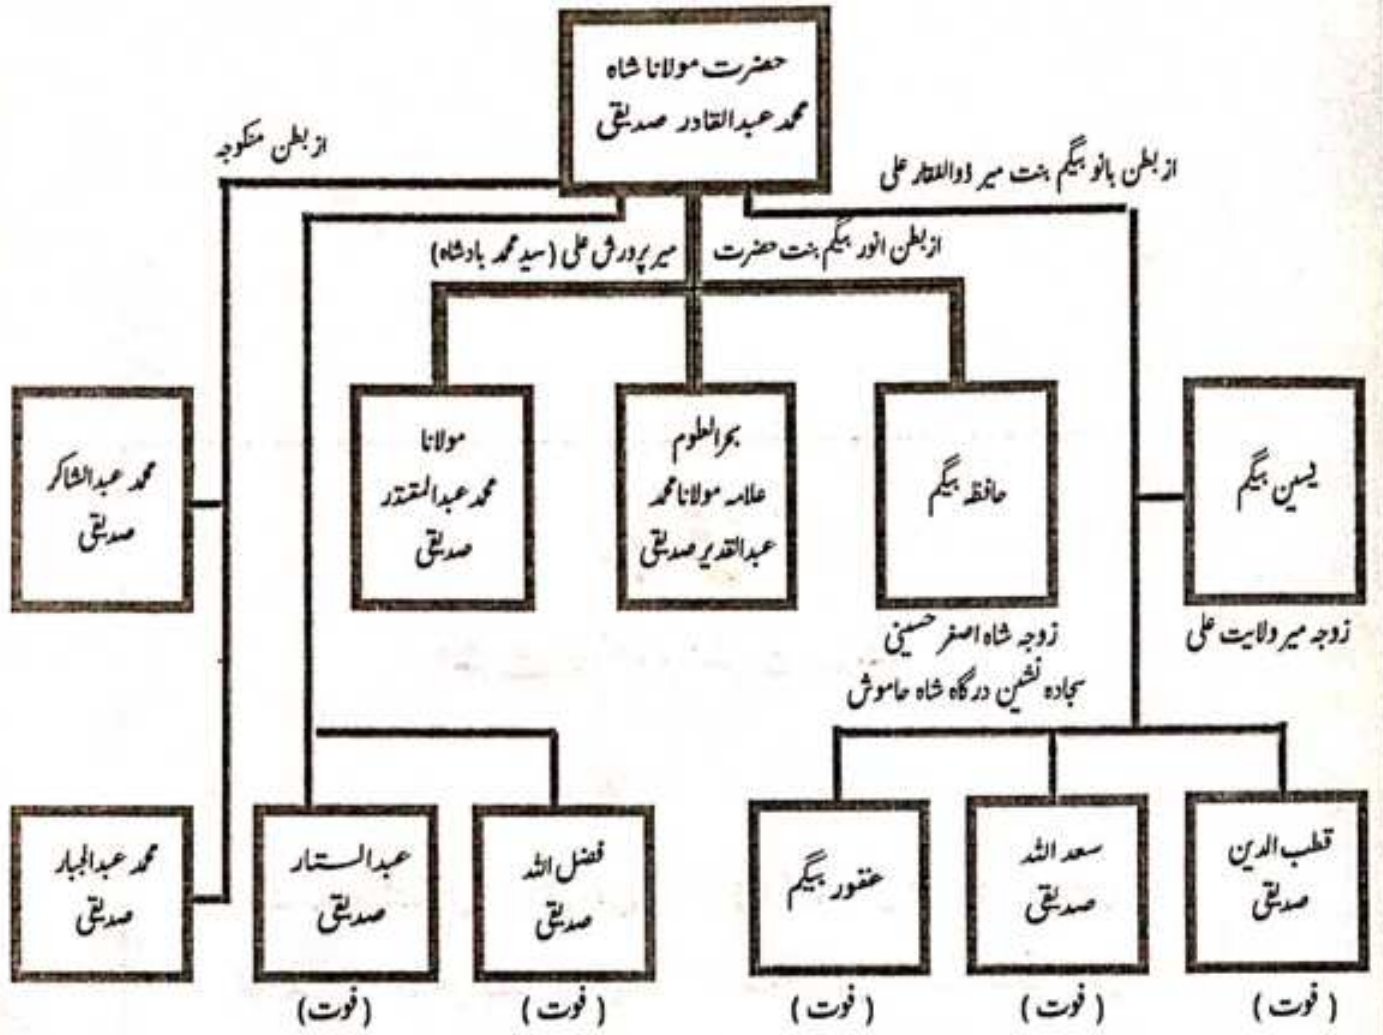 حضرت مولانا شاہ
محمد عبدالقادر صدیقی
از بطن بانو بیگم بنت میر ذوالفقار علی
از بطن منکوحہ
از بطن انور بیگم بنت حضرت میر پرورش علی (سید محمد بادشاہ)
یٰسین بیگم
زوجہ میر ولایت علی
حافظہ بیگم
زوجہ شاہ اصغر حسینی
سجادہ نشین درگاہ شاہ خاموش
بحرالعلوم
علامہ مولانا محمد
عبدالقدیر صدیقی
مولانا
محمد عبدالمقتدر
صدیقی
محمد عبدالشاکر
صدیقی
قطب الدین
صدیقی
(فوت)
سعد اللہ
صدیقی
(فوت)
غفور بیگم
(فوت)
فضل اللہ
صدیقی
(فوت)
عبدالستار
صدیقی
(فوت)
محمد عبدالجبار
صدیقی